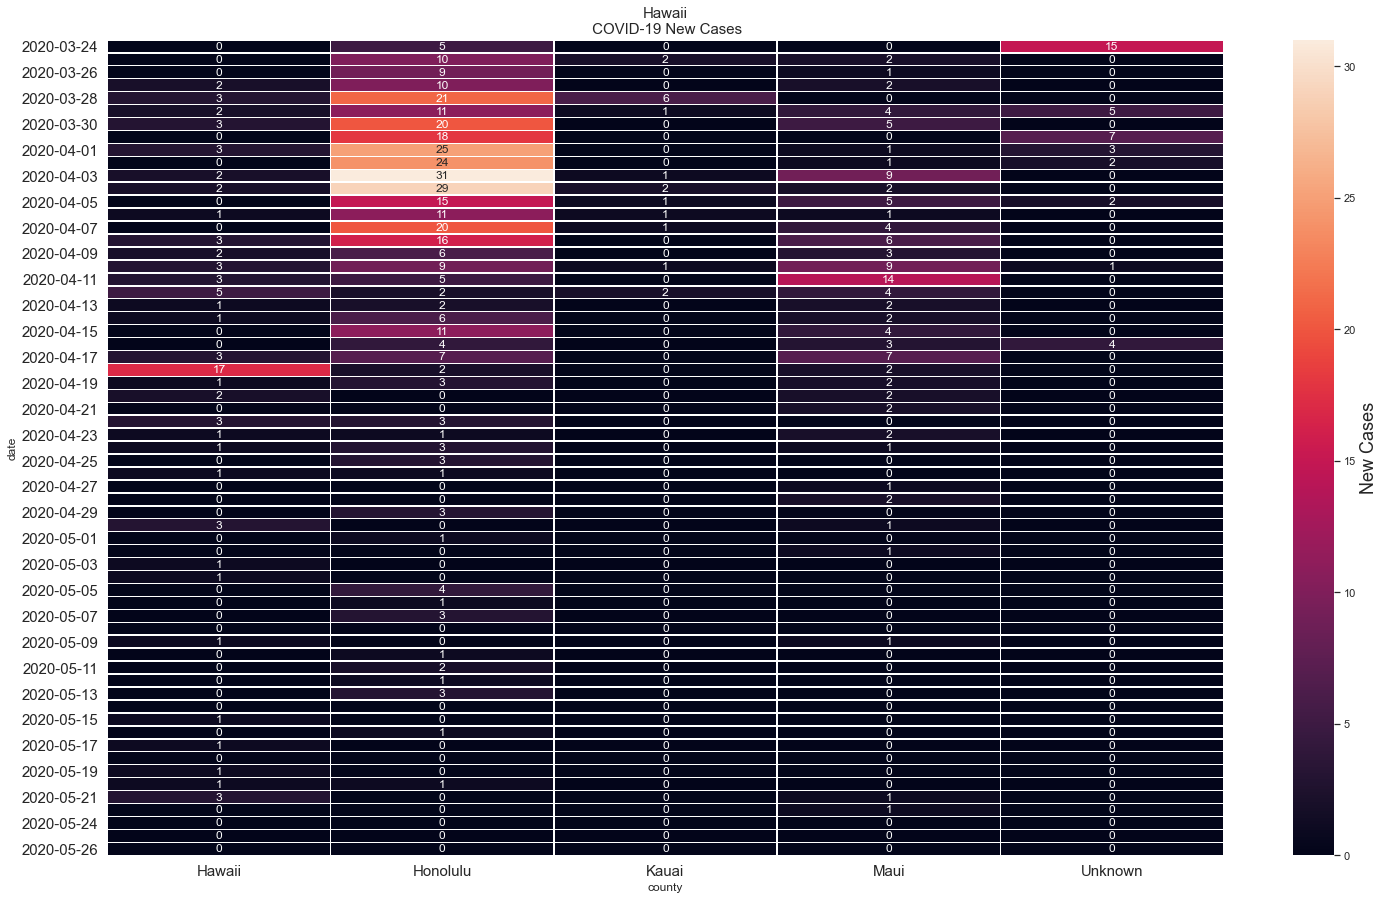 Hawaii
COVID-19 New Cases
2020-03-24 0 5 0 0 15
0 10 2 2 0
2020-03-26 0 9 0 1 0
2 10 0 2 0
2020-03-28 3 21 6 0 0
2 11 1 4 5
2020-03-30 3 20 0 5 0
0 18 0 0 7
2020-04-01 3 25 0 1 3
0 24 0 1 2
2020-04-03 2 31 1 9 0
2 29 2 2 0
2020-04-05 0 15 1 5 2
1 11 1 1 0
2020-04-07 0 20 1 4 0
3 16 0 6 0
2020-04-09 2 6 0 3 0
3 9 1 9 1
2020-04-11 3 5 0 14 0
5 2 2 4 0
2020-04-13 1 2 0 2 0
1 6 0 2 0
2020-04-15 0 11 0 4 0
0 4 0 3 4
2020-04-17 3 7 0 7 0
17 2 0 2 0
2020-04-19 1 3 0 2 0
2 0 0 2 0
2020-04-21 0 0 0 2 0
3 3 0 0 0
2020-04-23 1 1 0 2 0
1 3 0 1 0
2020-04-25 0 3 0 0 0
1 1 0 0 0
2020-04-27 0 0 0 1 0
0 0 0 2 0
2020-04-29 0 3 0 0 0
3 0 0 1 0
2020-05-01 0 1 0 0 0
0 0 0 1 0
2020-05-03 1 0 0 0 0
1 0 0 0 0
2020-05-05 0 4 0 0 0
0 1 0 0 0
2020-05-07 0 3 0 0 0
0 0 0 0 0
2020-05-09 1 0 0 1 0
0 1 0 0 0
2020-05-11 0 2 0 0 0
0 1 0 0 0
2020-05-13 0 3 0 0 0
0 0 0 0 0
2020-05-15 1 0 0 0 0
0 1 0 0 0
2020-05-17 1 0 0 0 0
0 0 0 0 0
2020-05-19 1 0 0 0 0
1 1 0 0 0
2020-05-21 3 0 0 1 0
0 0 0 1 0
2020-05-24 0 0 0 0 0
0 0 0 0 0
2020-05-26 0 0 0 0 0
date
Hawaii Honolulu Kauai Maui Unknown
county
30
25
20
15
10
5
0
New Cases